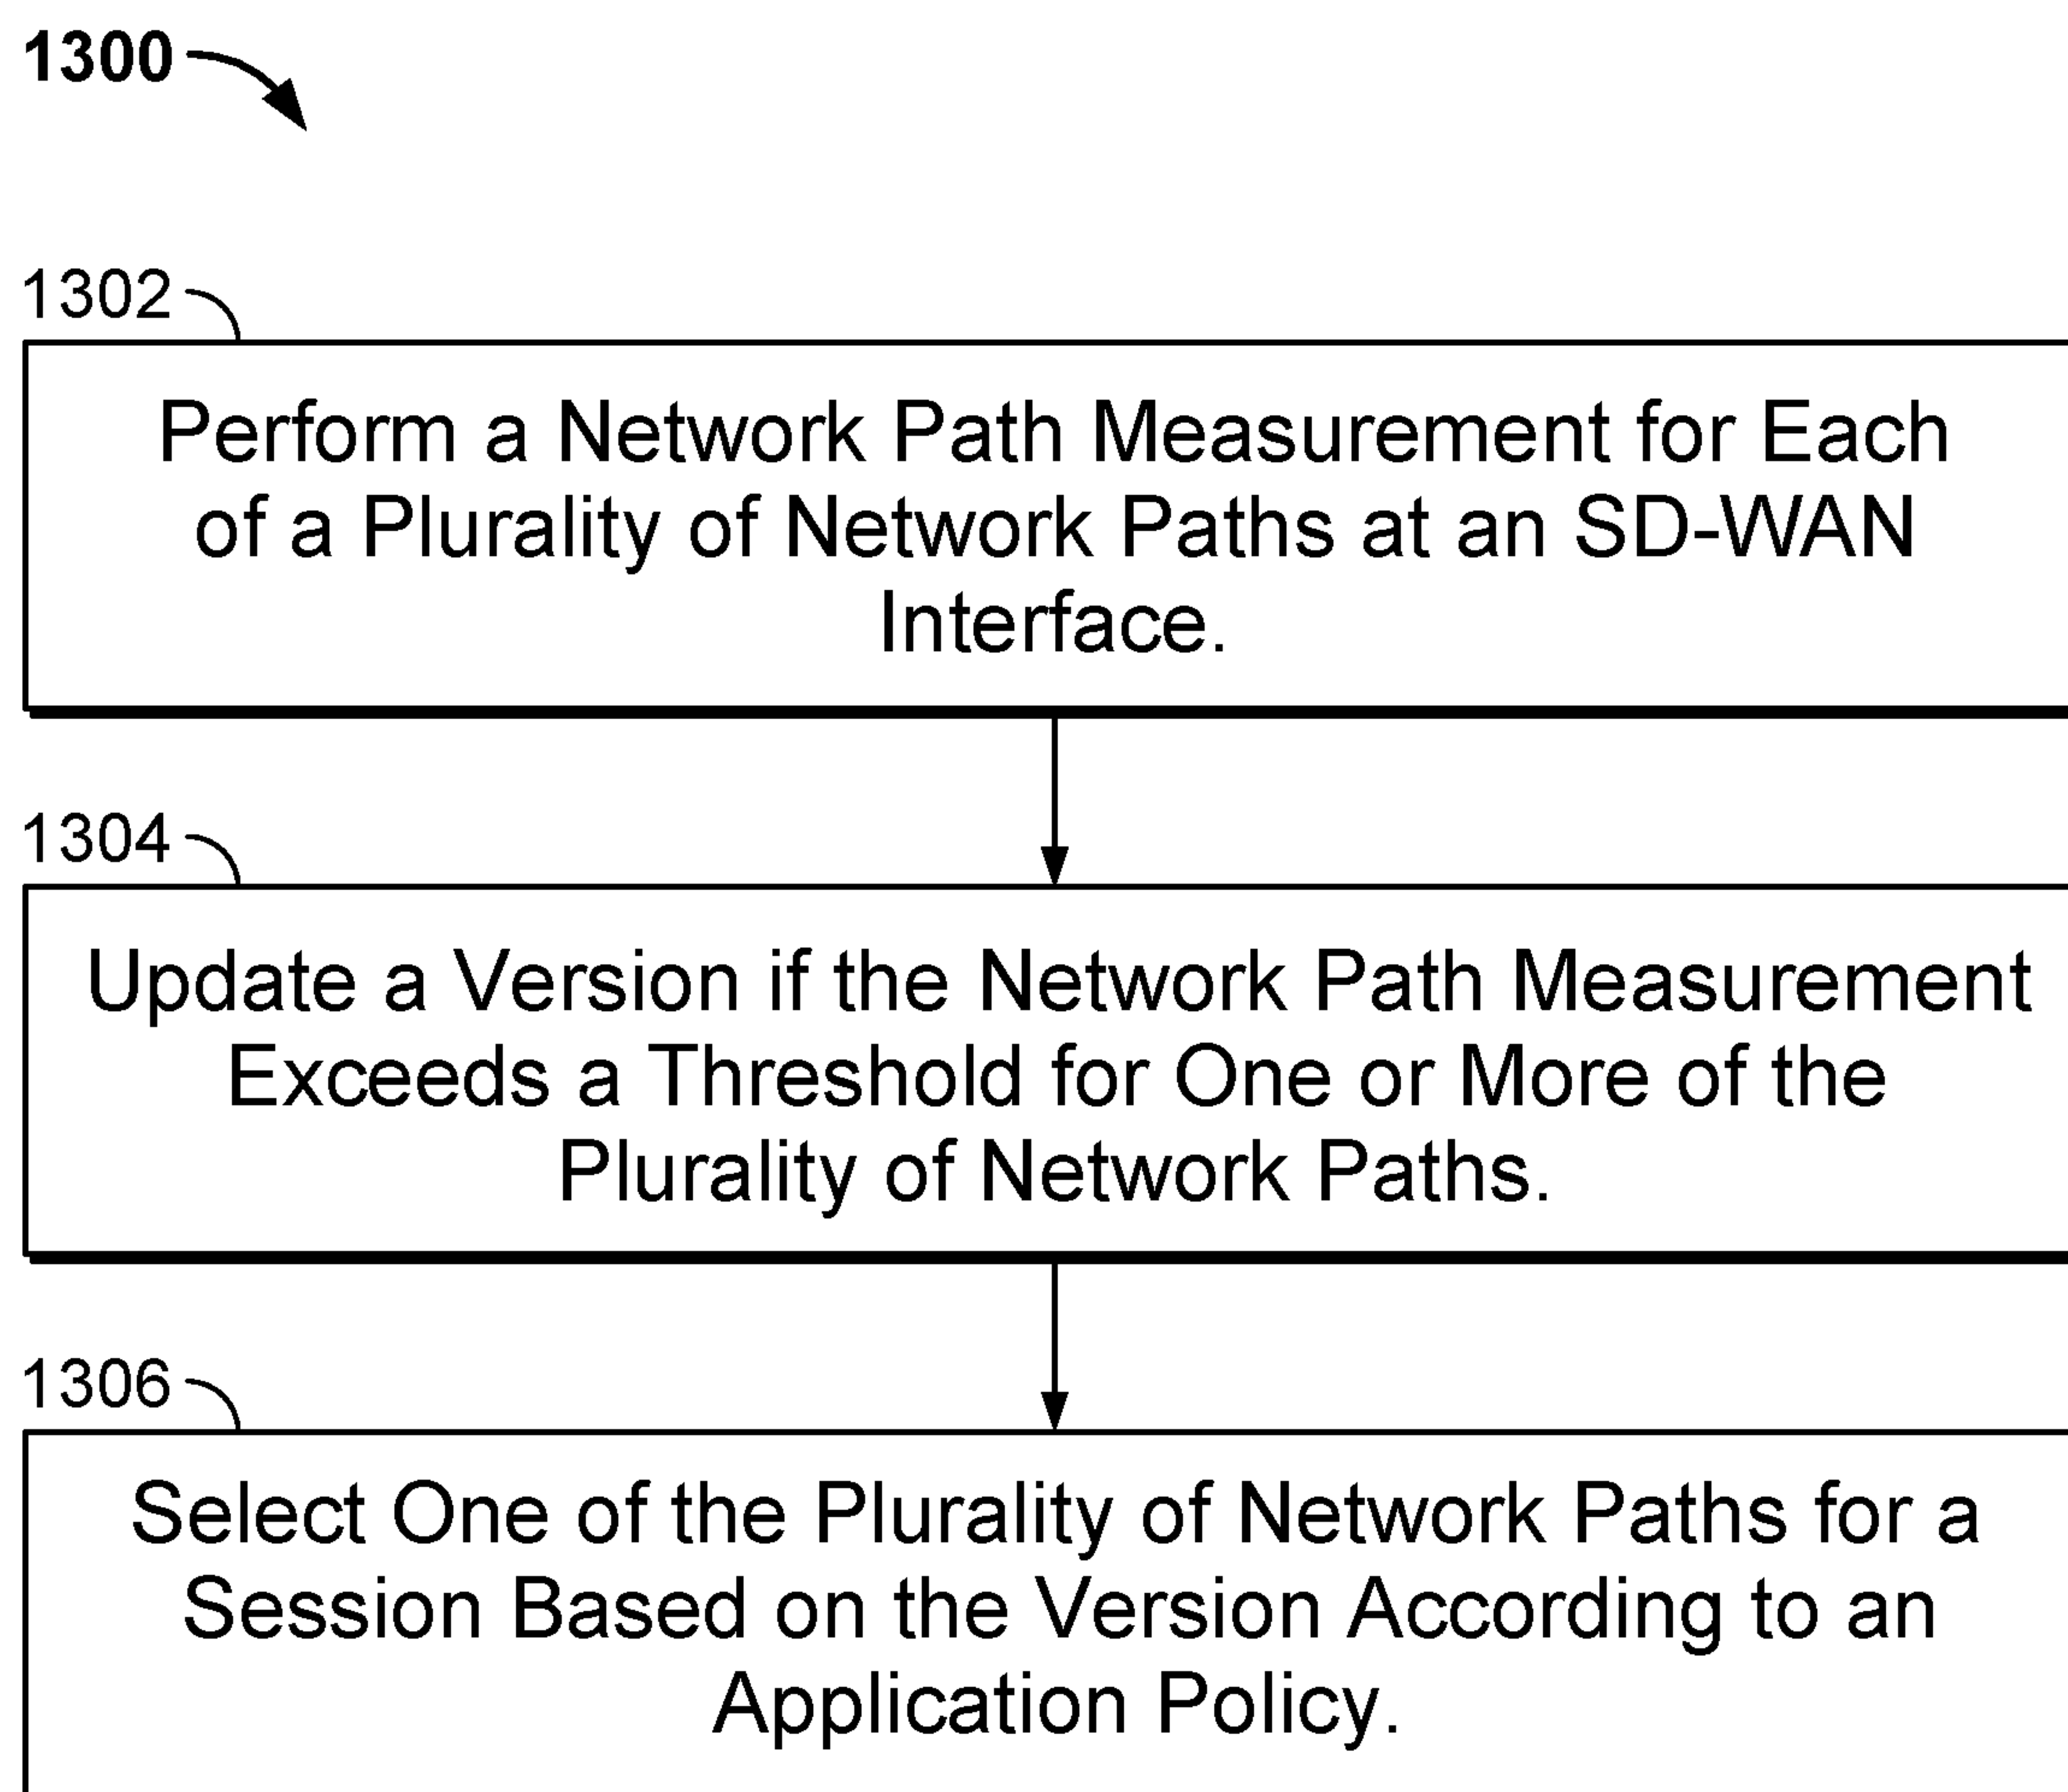 1300
1302
Perform a Network Path Measurement for Each
of a Plurality of Network Paths at an SD-WAN
Interface.
1304
Update a Version if the Network Path Measurement
Exceeds a Threshold for One or More of the
Plurality of Network Paths.
1306
Select One of the Plurality of Network Paths for a
Session Based on the Version According to an
Application Policy.